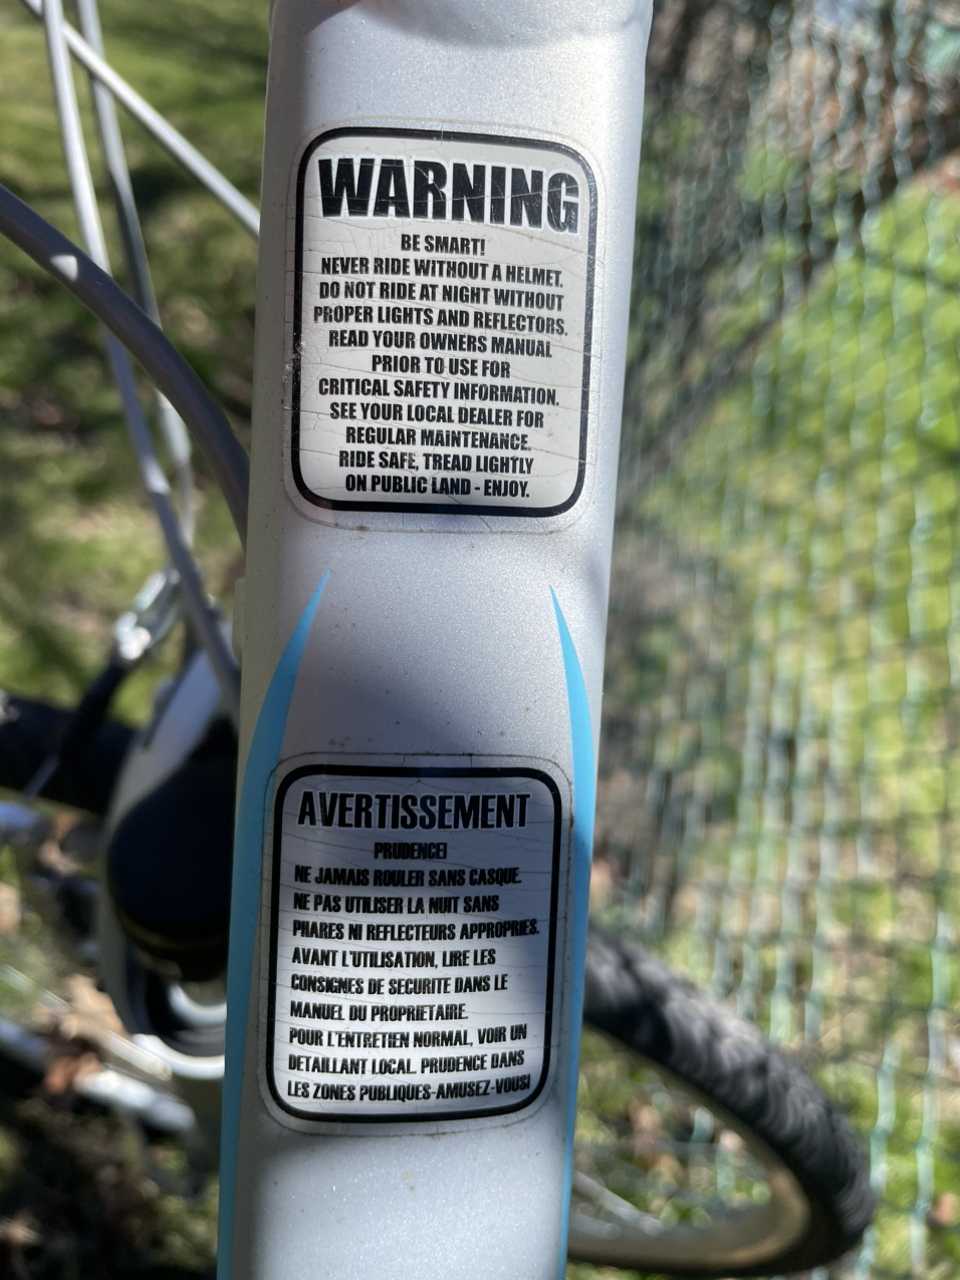 WARNING
BE SMART!
NEVER RIDE WITHOUT A HELMET.
DO NOT RIDE AT NIGHT WITHOUT
PROPER LIGHTS AND REFLECTORS.
READ YOUR OWNERS MANUAL
PRIOR TO USE FOR
CRITICAL SAFETY INFORMATION.
SEE YOUR LOCAL DEALER FOR
REGULAR MAINTENANCE.
RIDE SAFE, TREAD LIGHTLY
ON PUBLIC LAND - ENJOY.
AVERTISSEMENT
PRUDENCE!
NE JAMAIS ROULER SANS CASQUE.
NE PAS UTILISER LA NUIT SANS
PHARES NI REFLECTEURS APPROPRIES.
AVANT L'UTILISATION, LIRE LES
CONSIGNES DE SECURITE DANS LE
MANUEL DU PROPRIETAIRE.
POUR L'ENTRETIEN NORMAL, VOIR UN
DETAILLANT LOCAL. PRUDENCE DANS
LES ZONES PUBLIQUES-AMUSEZ-VOUS!